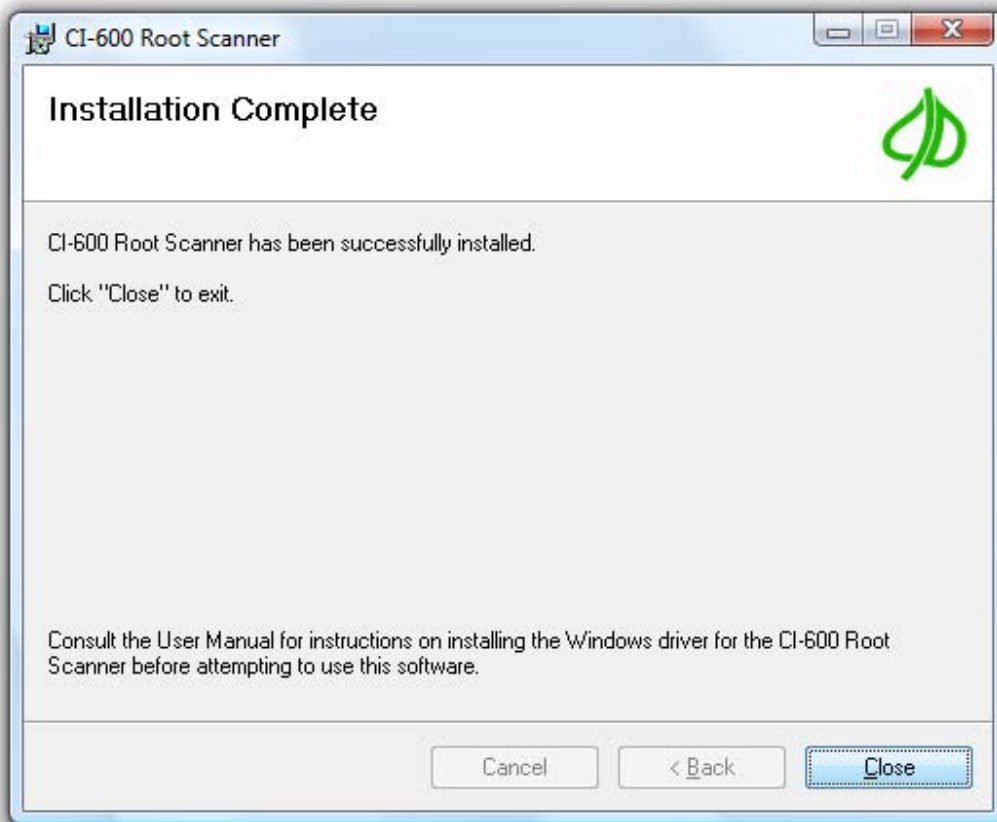 CI-600 Root Scanner
Installation Complete
CI-600 Root Scanner has been successfully installed.
Click "Close" to exit.
Consult the User Manual for instructions on installing the Windows driver for the CI-600 Root
Scanner before attempting to use this software.
Cancel
< Back
Close